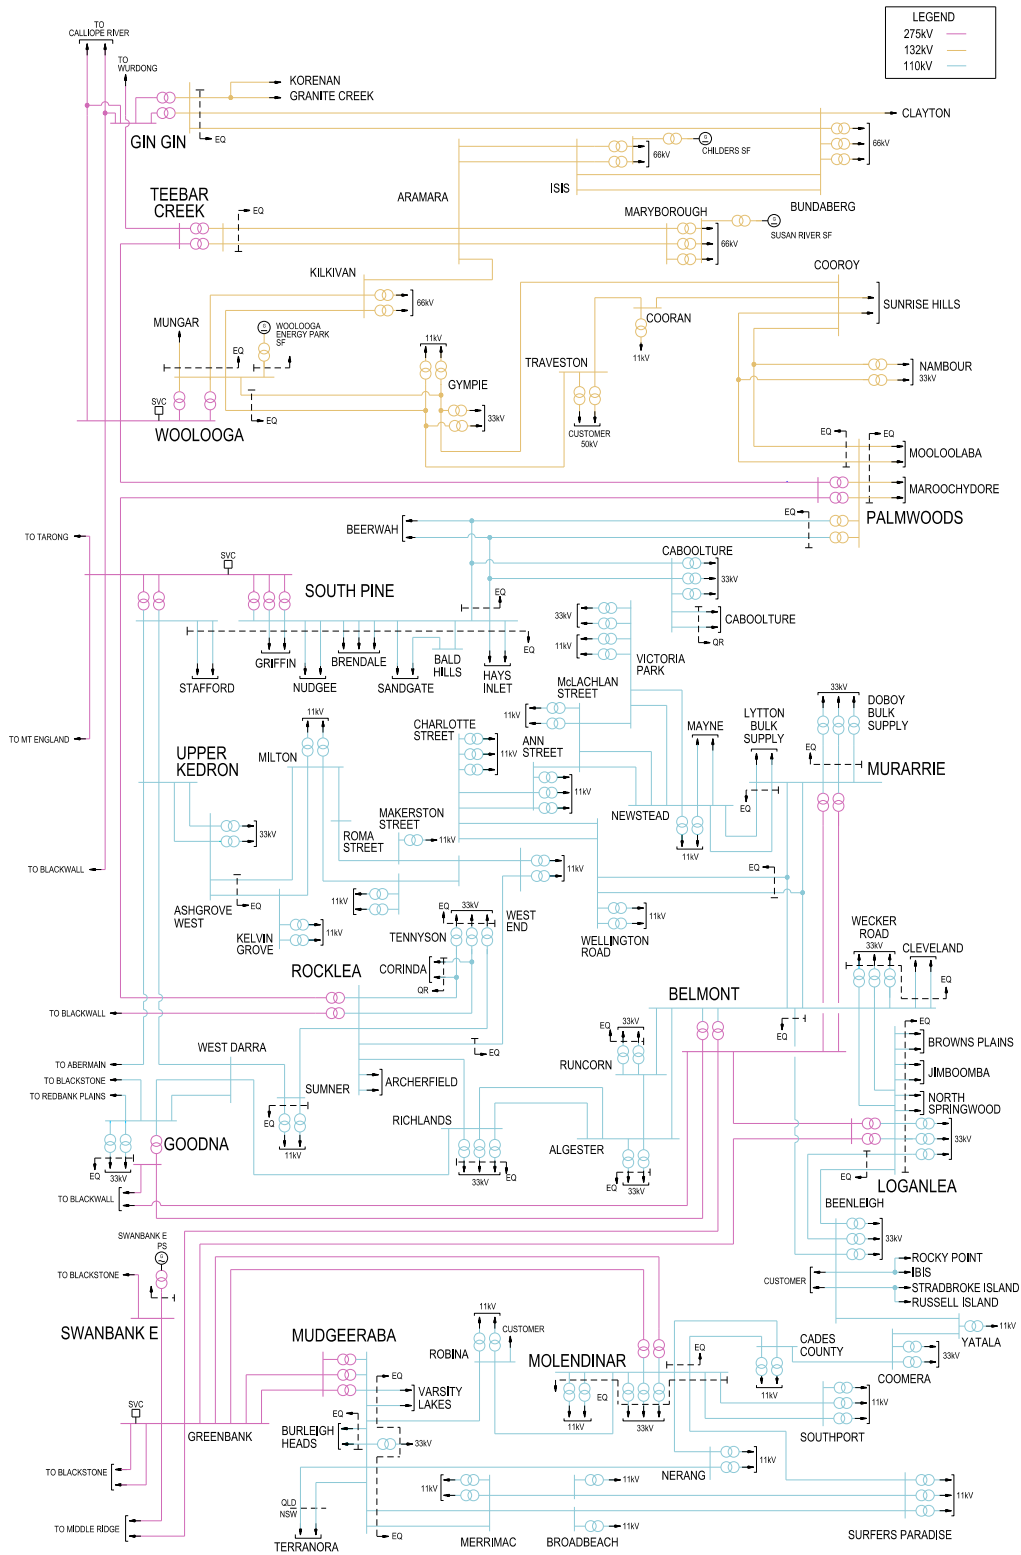 TO
CALLIOPE RIVER
LEGEND
275kV
132kV
110kV
TO
WURDONG
KORENAN
GRANITE CREEK
CLAYTON
GIN GIN
EQ
66kV
66kV
G
CHILDERS SF
ISIS
BUNDABERG
ARAMARA
TEEBAR
CREEK
EQ
MARYBOROUGH
G
SUSAN RIVER SF
66kV
KILKIVAN
COOROY
66kV
SUNRISE HILLS
MUNGAR
G
WOOLOOGA
ENERGY PARK
SF
EQ
COORAN
11kV
11kV
TRAVESTON
NAMBOUR
33kV
GYMPIE
SVC
EQ
33kV
CUSTOMER
50kV
WOOLOOGA
EQ
EQ
MOOLOOLABA
MAROOCHYDORE
PALMWOODS
EQ
BEERWAH
TO TARONG
SVC
CABOOLTURE
33kV
SOUTH PINE
EQ
CABOOLTURE
QR
33kV
11kV
VICTORIA
PARK
EQ
GRIFFIN
BRENDALE
BALD
HILLS
HAYS
INLET
STAFFORD
NUDGEE
SANDGATE
McLACHLAN
STREET
33kV
DOBOY
BULK
SUPPLY
11kV
11kV
CHARLOTTE
STREET
MAYNE
LYTTON
BULK
SUPPLY
TO MT ENGLAND
UPPER
KEDRON
MILTON
11kV
ANN
STREET
EQ
MURARRIE
11kV
EQ
MAKERSTON
STREET
NEWSTEAD
33kV
ROMA
STREET
11kV
11kV
TO BLACKWALL
11kV
EQ
11kV
ASHGROVE
WEST
EQ
33kV
WEST
END
11kV
WECKER
ROAD
KELVIN
GROVE
11kV
EQ
TENNYSON
WELLINGTON
ROAD
33kV
CLEVELAND
ROCKLEA
CORINDA
QR
BELMONT
EQ
TO BLACKWALL
EQ
EQ
33kV
EQ
WEST DARRA
EQ
BROWNS PLAINS
TO ABERMAIN
RUNCORN
JIMBOOMBA
TO BLACKSTONE
SUMNER
ARCHERFIELD
TO REDBANK PLAINS
NORTH
SPRINGWOOD
EQ
RICHLANDS
GOODNA
11kV
ALGESTER
33kV
EQ
33kV
33kV
EQ
EQ
33kV
EQ
LOGANLEA
TO BLACKWALL
BEENLEIGH
SWANBANK E
PS
G
33kV
TO BLACKSTONE
EQ
CUSTOMER
ROCKY POINT
IBIS
STRADBROKE ISLAND
RUSSELL ISLAND
SWANBANK E
11kV
CUSTOMER
11kV
YATALA
MUDGEERABA
ROBINA
MOLENDINAR
EQ
CADES
COUNTY
33kV
COOMERA
EQ
EQ
11kV
SVC
VARSITY
LAKES
11kV
33kV
11kV
EQ
GREENBANK
BURLEIGH
HEADS
33kV
SOUTHPORT
TO BLACKSTONE
NERANG
11kV
11kV
11kV
11kV
QLD
NSW
TO MIDDLE RIDGE
EQ
11kV
TERRANORA
MERRIMAC
BROADBEACH
SURFERS PARADISE